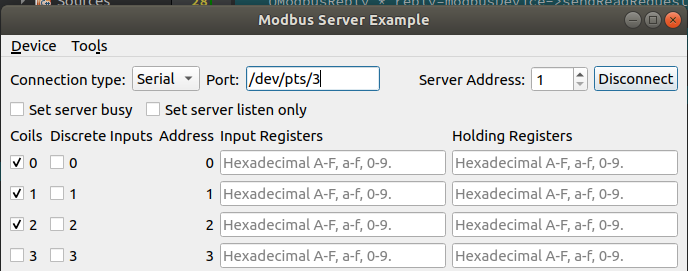 Sources 28 QModbusReply * reply=modbusDevice->sendReadRequest
Modbus Server Example
Device Tools
Connection type: Serial Port: /dev/pts/3 Server Address: 1 Disconnect
Set server busy Set server listen only
Coils Discrete Inputs Address Input Registers Holding Registers
0 0 0 Hexadecimal A-F, a-f, 0-9. Hexadecimal A-F, a-f, 0-9.
1 1 1 Hexadecimal A-F, a-f, 0-9. Hexadecimal A-F, a-f, 0-9.
2 2 2 Hexadecimal A-F, a-f, 0-9. Hexadecimal A-F, a-f, 0-9.
3 3 3 Hexadecimal A-F, a-f, 0-9. Hexadecimal A-F, a-f, 0-9.